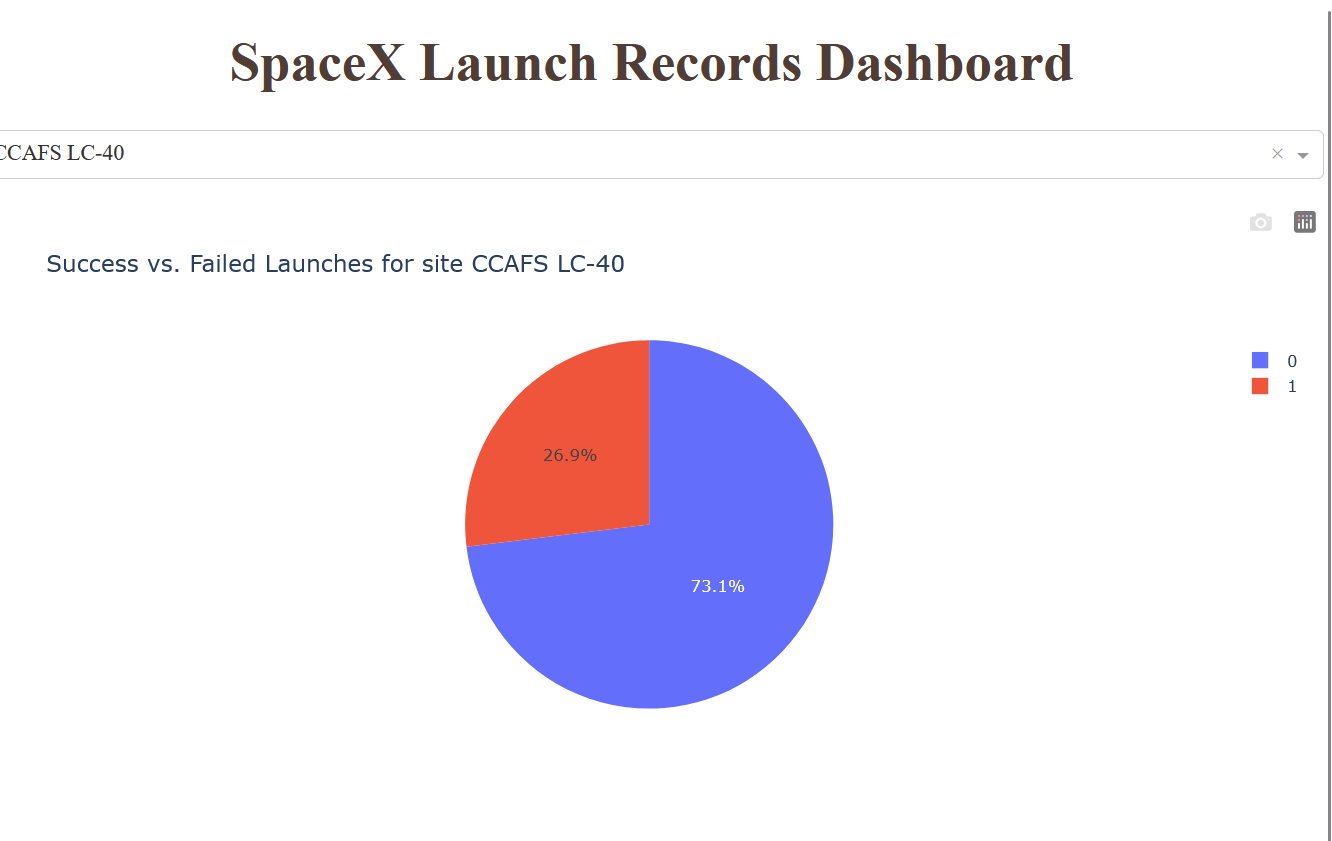 SpaceX Launch Records Dashboard
CCAFS LC-40
Success vs. Failed Launches for site CCAFS LC-40
0
1
26.9%
73.1%